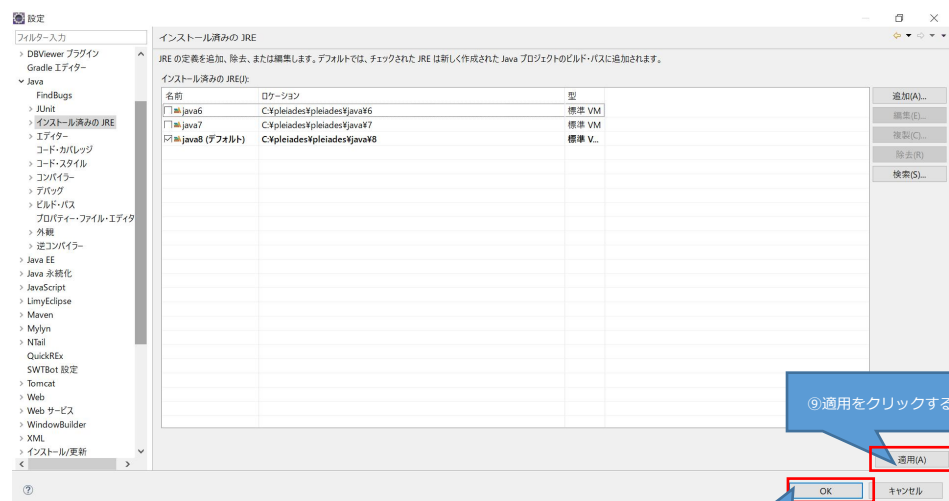 設定
フィルター入力
DBViewer プラグイン
Gradle エディター
Java
FindBugs
JUnit
インストール済みの JRE
エディター
コード・カバレッジ
コード・スタイル
コンパイラー
デバッグ
ビルド・パス
プロパティー・ファイル・エディタ
外観
逆コンパイラー
Java EE
Java 永続化
JavaScript
LimyEclipse
Maven
Mylyn
NTail
QuickREx
SWTBot 設定
Tomcat
Web
Web サービス
WindowBuilder
XML
インストール/更新
インストール済みの JRE
JRE の定義を追加、除去、または編集します。デフォルトでは、チェックされた JRE は新しく作成された Java プロジェクトのビルド・パスに追加されます。
インストール済みの JRE(J):
名前 ロケーション 型
java6 C:¥pleiades¥pleiades¥java¥6 標準 VM
java7 C:¥pleiades¥pleiades¥java¥7 標準 VM
java8 (デフォルト) C:¥pleiades¥pleiades¥java¥8 標準 V...
追加(A)...
編集(E)...
複製(C)...
除去(R)
検索(S)...
⑨適用をクリックする
適用(A)
OK キャンセル